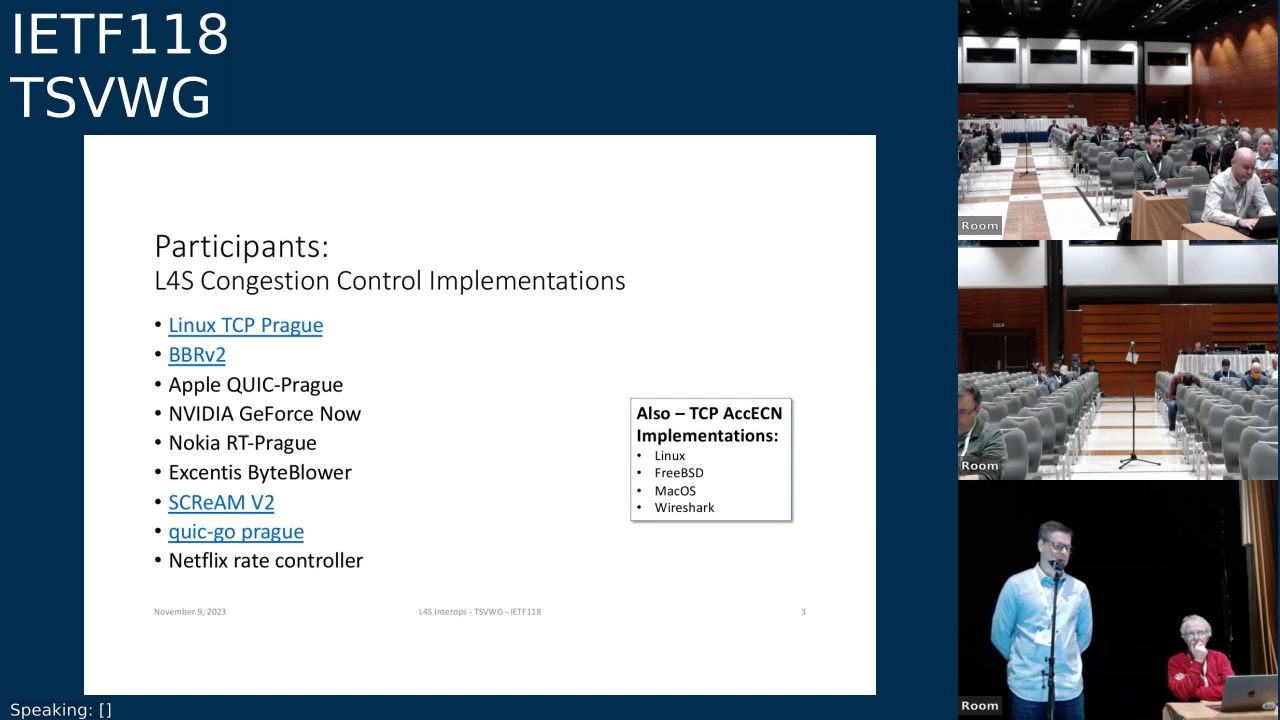 IETF118
TSVWG
Participants:
L4S Congestion Control Implementations
• Linux TCP Prague
• BBRv2
• Apple QUIC-Prague
• NVIDIA GeForce Now
• Nokia RT-Prague
• Excentis ByteBlower
• SCReAM V2
• quic-go prague
• Netflix rate controller
Also – TCP AccECN
Implementations:
• Linux
• FreeBSD
• MacOS
• Wireshark
November 9, 2023
L4S Interops - TSVWG - IETF118
3
Speaking: []
Room
Room
Room